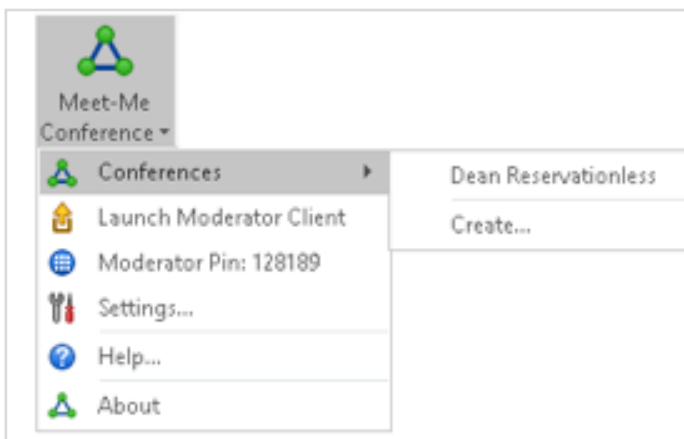 Meet-Me
Conference
Conferences
Dean Reservationless
Launch Moderator Client
Create...
Moderator Pin: 128189
Settings...
Help...
About